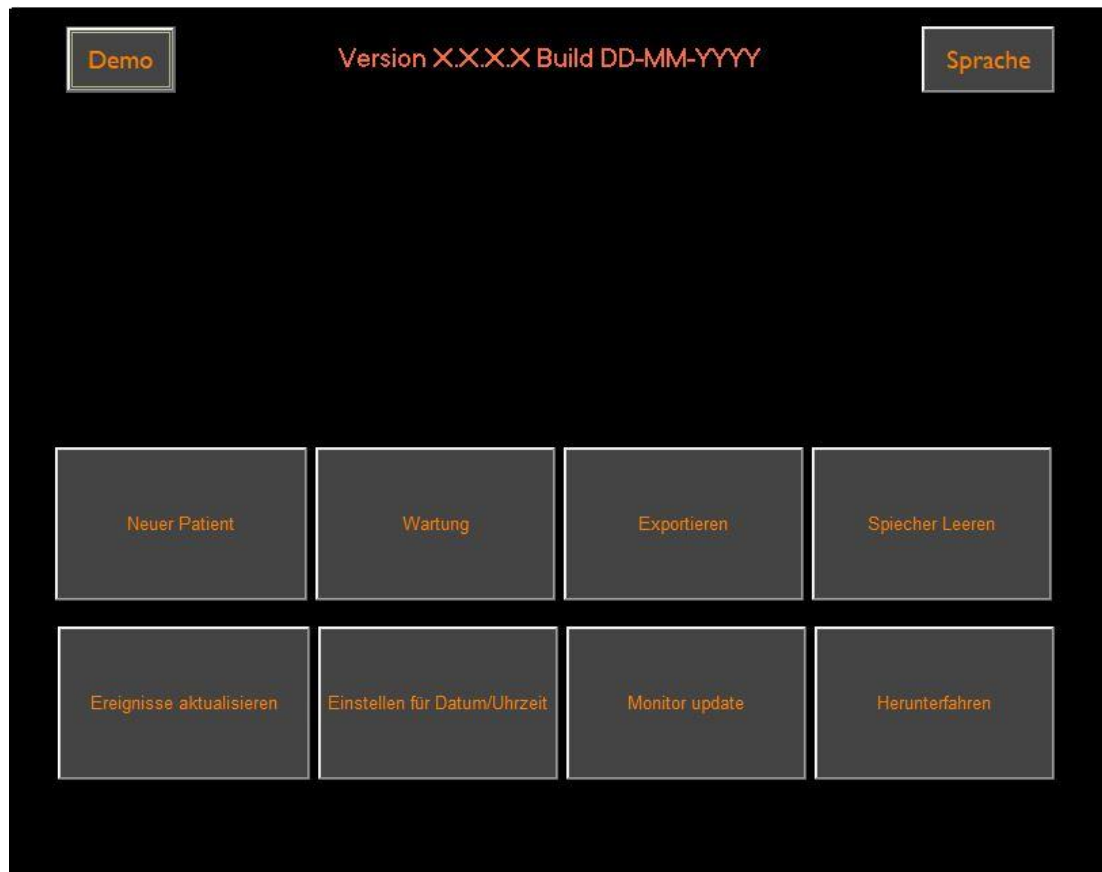 Demo
Version X.X.X.X Build DD-MM-YYYY
Sprache
Neuer Patient
Wartung
Exportieren
Spiecher Leeren
Ereignisse aktualisieren
Einstellen für Datum/Uhrzeit
Monitor update
Herunterfahren